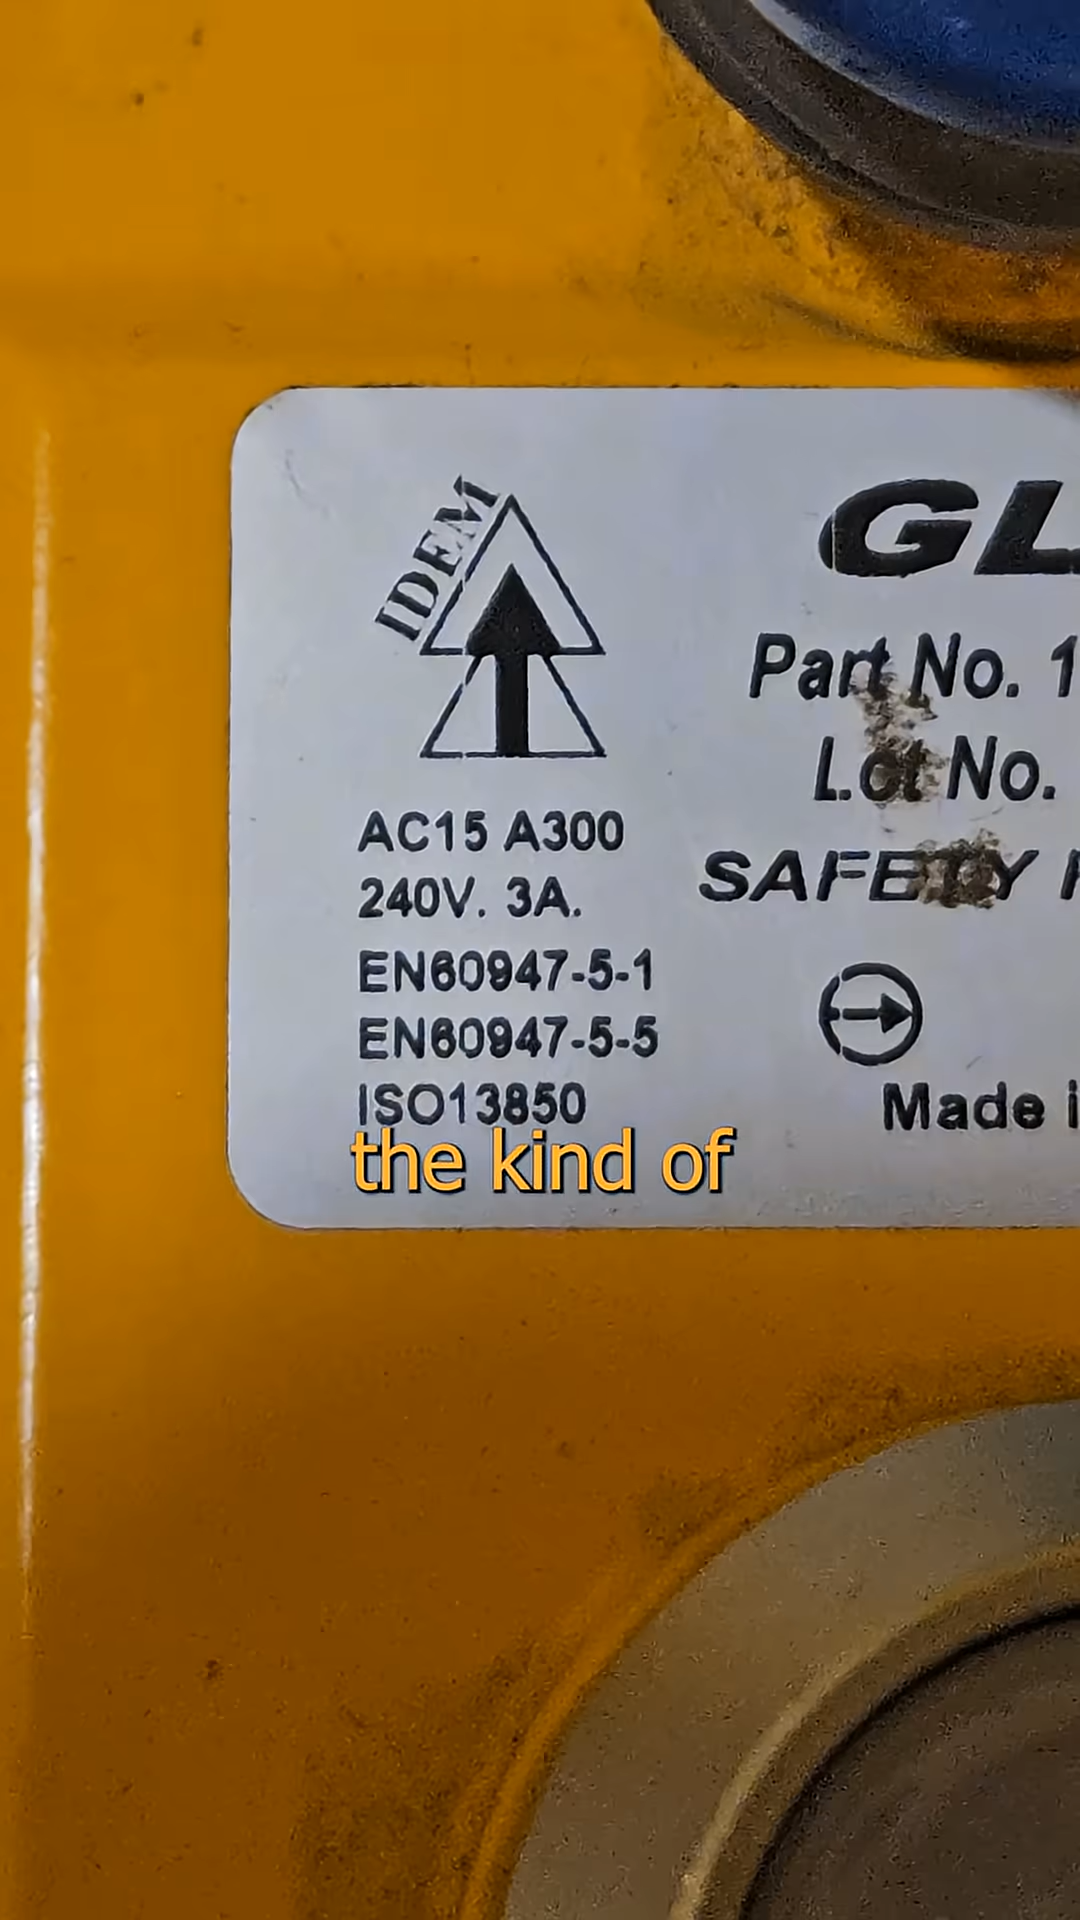 IDEM
GL
Part No. 1
Lot No.
SAFETY
AC15 A300
240V. 3A.
EN60947-5-1
EN60947-5-5
ISO13850
Made i
the kind of